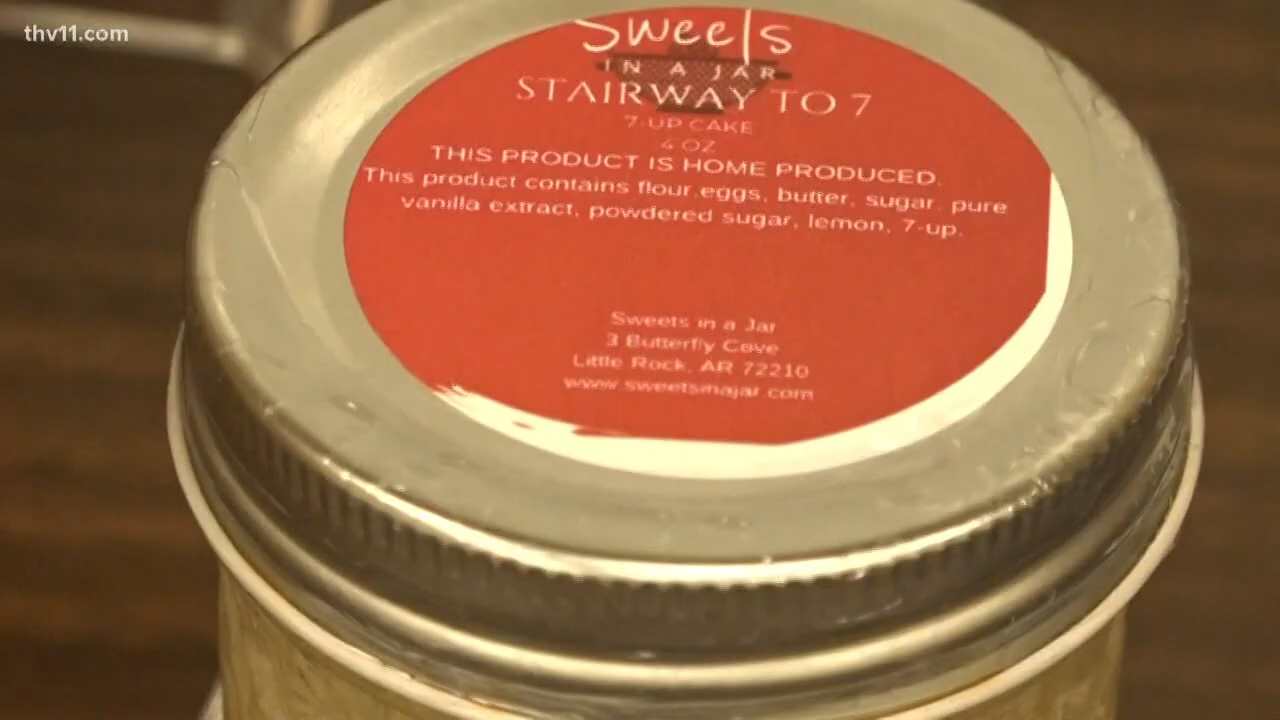 thv11.com
Sweets
IN A JAR
STAIRWAY TO 7
7-UP CAKE
4 OZ
THIS PRODUCT IS HOME PRODUCED.
This product contains flour, eggs, butter, sugar, pure
vanilla extract, powdered sugar, lemon, 7-up.
Sweets in a Jar
3 Butterfly Cove
Little Rock, AR 72210
www.sweetsinajar.com